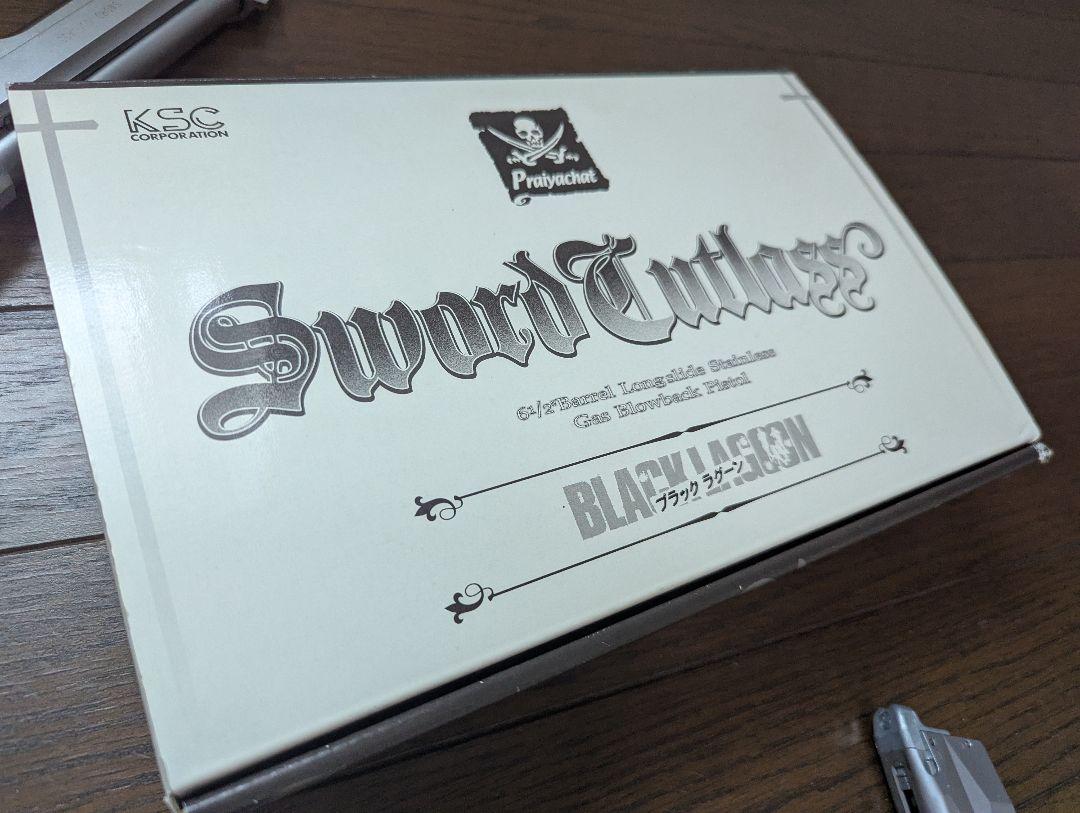 KSC
CORPORATION
Praiyachat
Sword Cutlass
6 1/2" Barrel Longslide Stainless
Gas Blowback Pistol
BLACK LAGOON
ブラック ラグーン